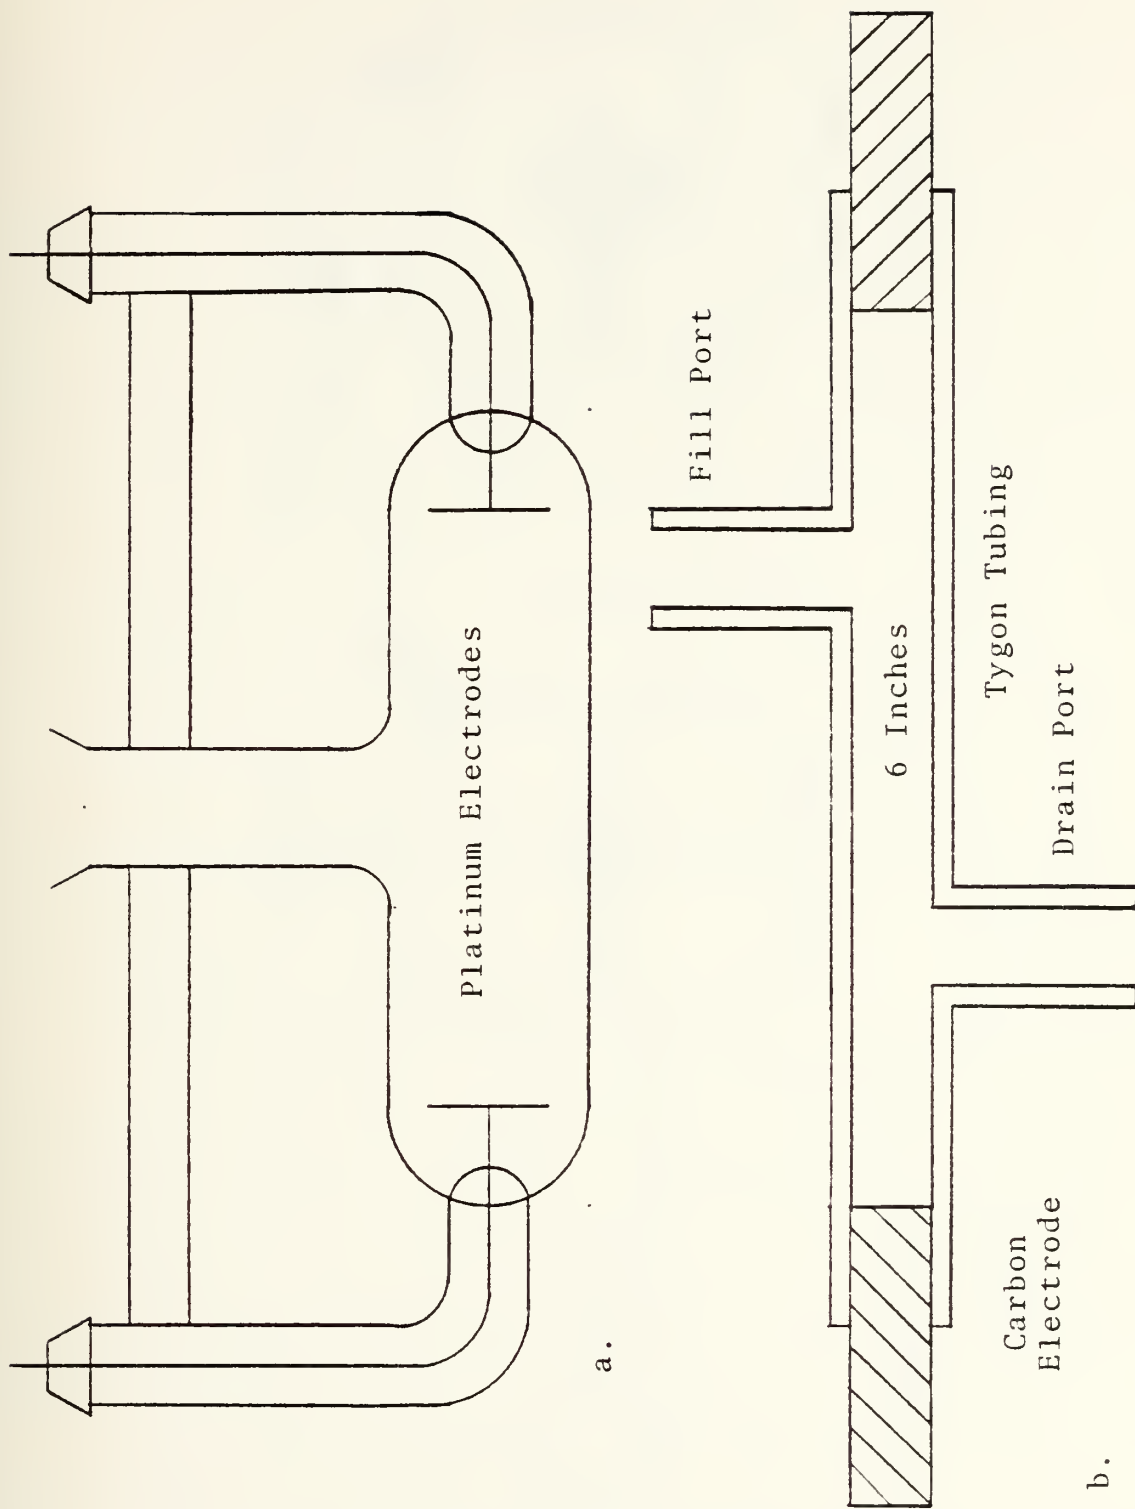 Platinum Electrodes
a.
Fill Port
6 Inches
Tygon Tubing
Drain Port
Carbon
Electrode
b.